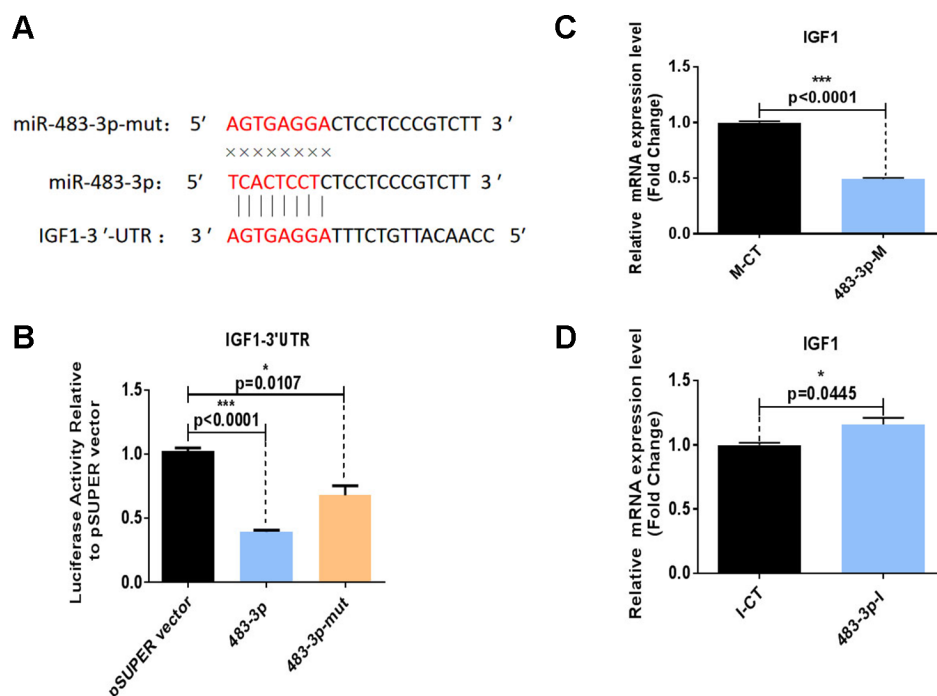 A
miR-483-3p-mut: 5′ AGTGAGGACTCCTCCCGTCTT 3′
××××××××
miR-483-3p: 5′ TCACTCCTCTCCTCCCGTCTT 3′
IGF1-3′-UTR: 3′ AGTGAGGATTTCTGTTACAACC 5′
B
IGF1-3'UTR
Luciferase Activity Relative
to pSUPER vector
1.5
1.0
0.5
0.0
*
p=0.0107
***
p<0.0001
pSUPER vector
483-3p
483-3p-mut
C
IGF1
Relative mRNA expression level
(Fold Change)
1.5
1.0
0.5
0.0
***
p<0.0001
M-CT
483-3p-M
D
IGF1
Relative mRNA expression level
(Fold Change)
1.5
1.0
0.5
0.0
*
p=0.0445
I-CT
483-3p-I